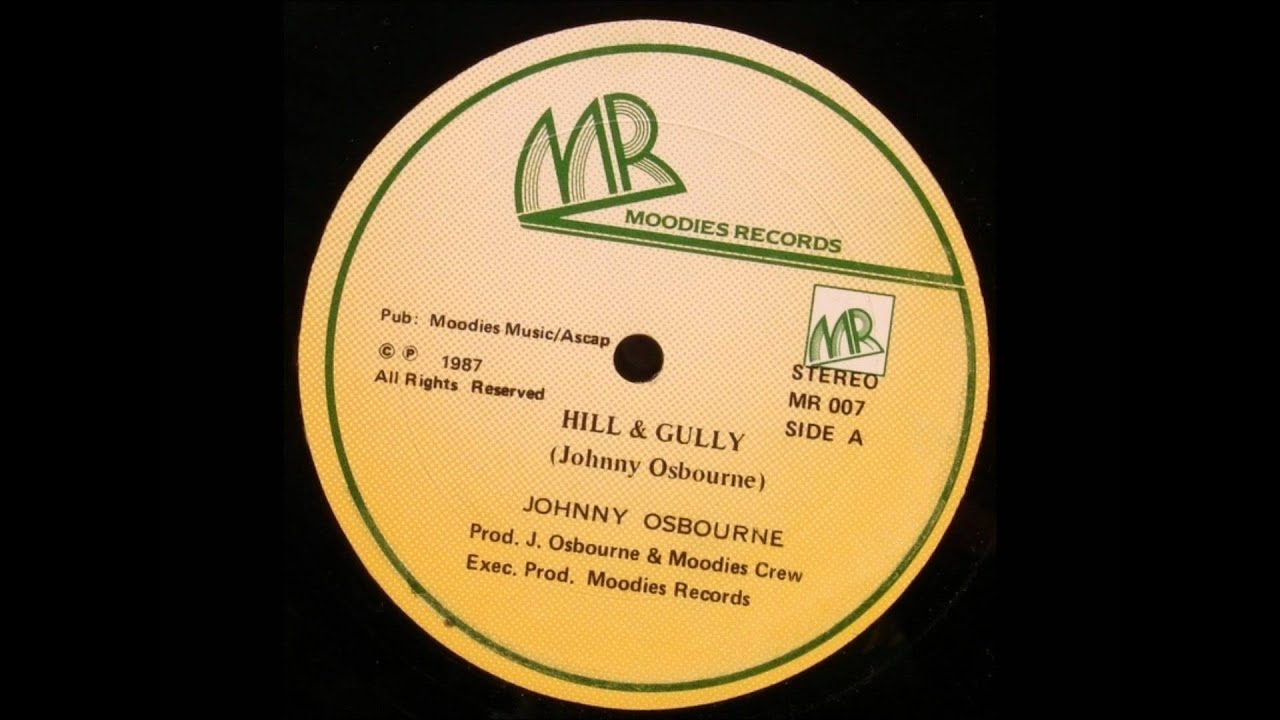 MR
MOODIES RECORDS
Pub: Moodies Music/Ascap
© ℗ 1987
All Rights Reserved
MR
STEREO
MR 007
SIDE A
HILL & GULLY
(Johnny Osbourne)
JOHNNY OSBOURNE
Prod. J. Osbourne & Moodies Crew
Exec. Prod. Moodies Records